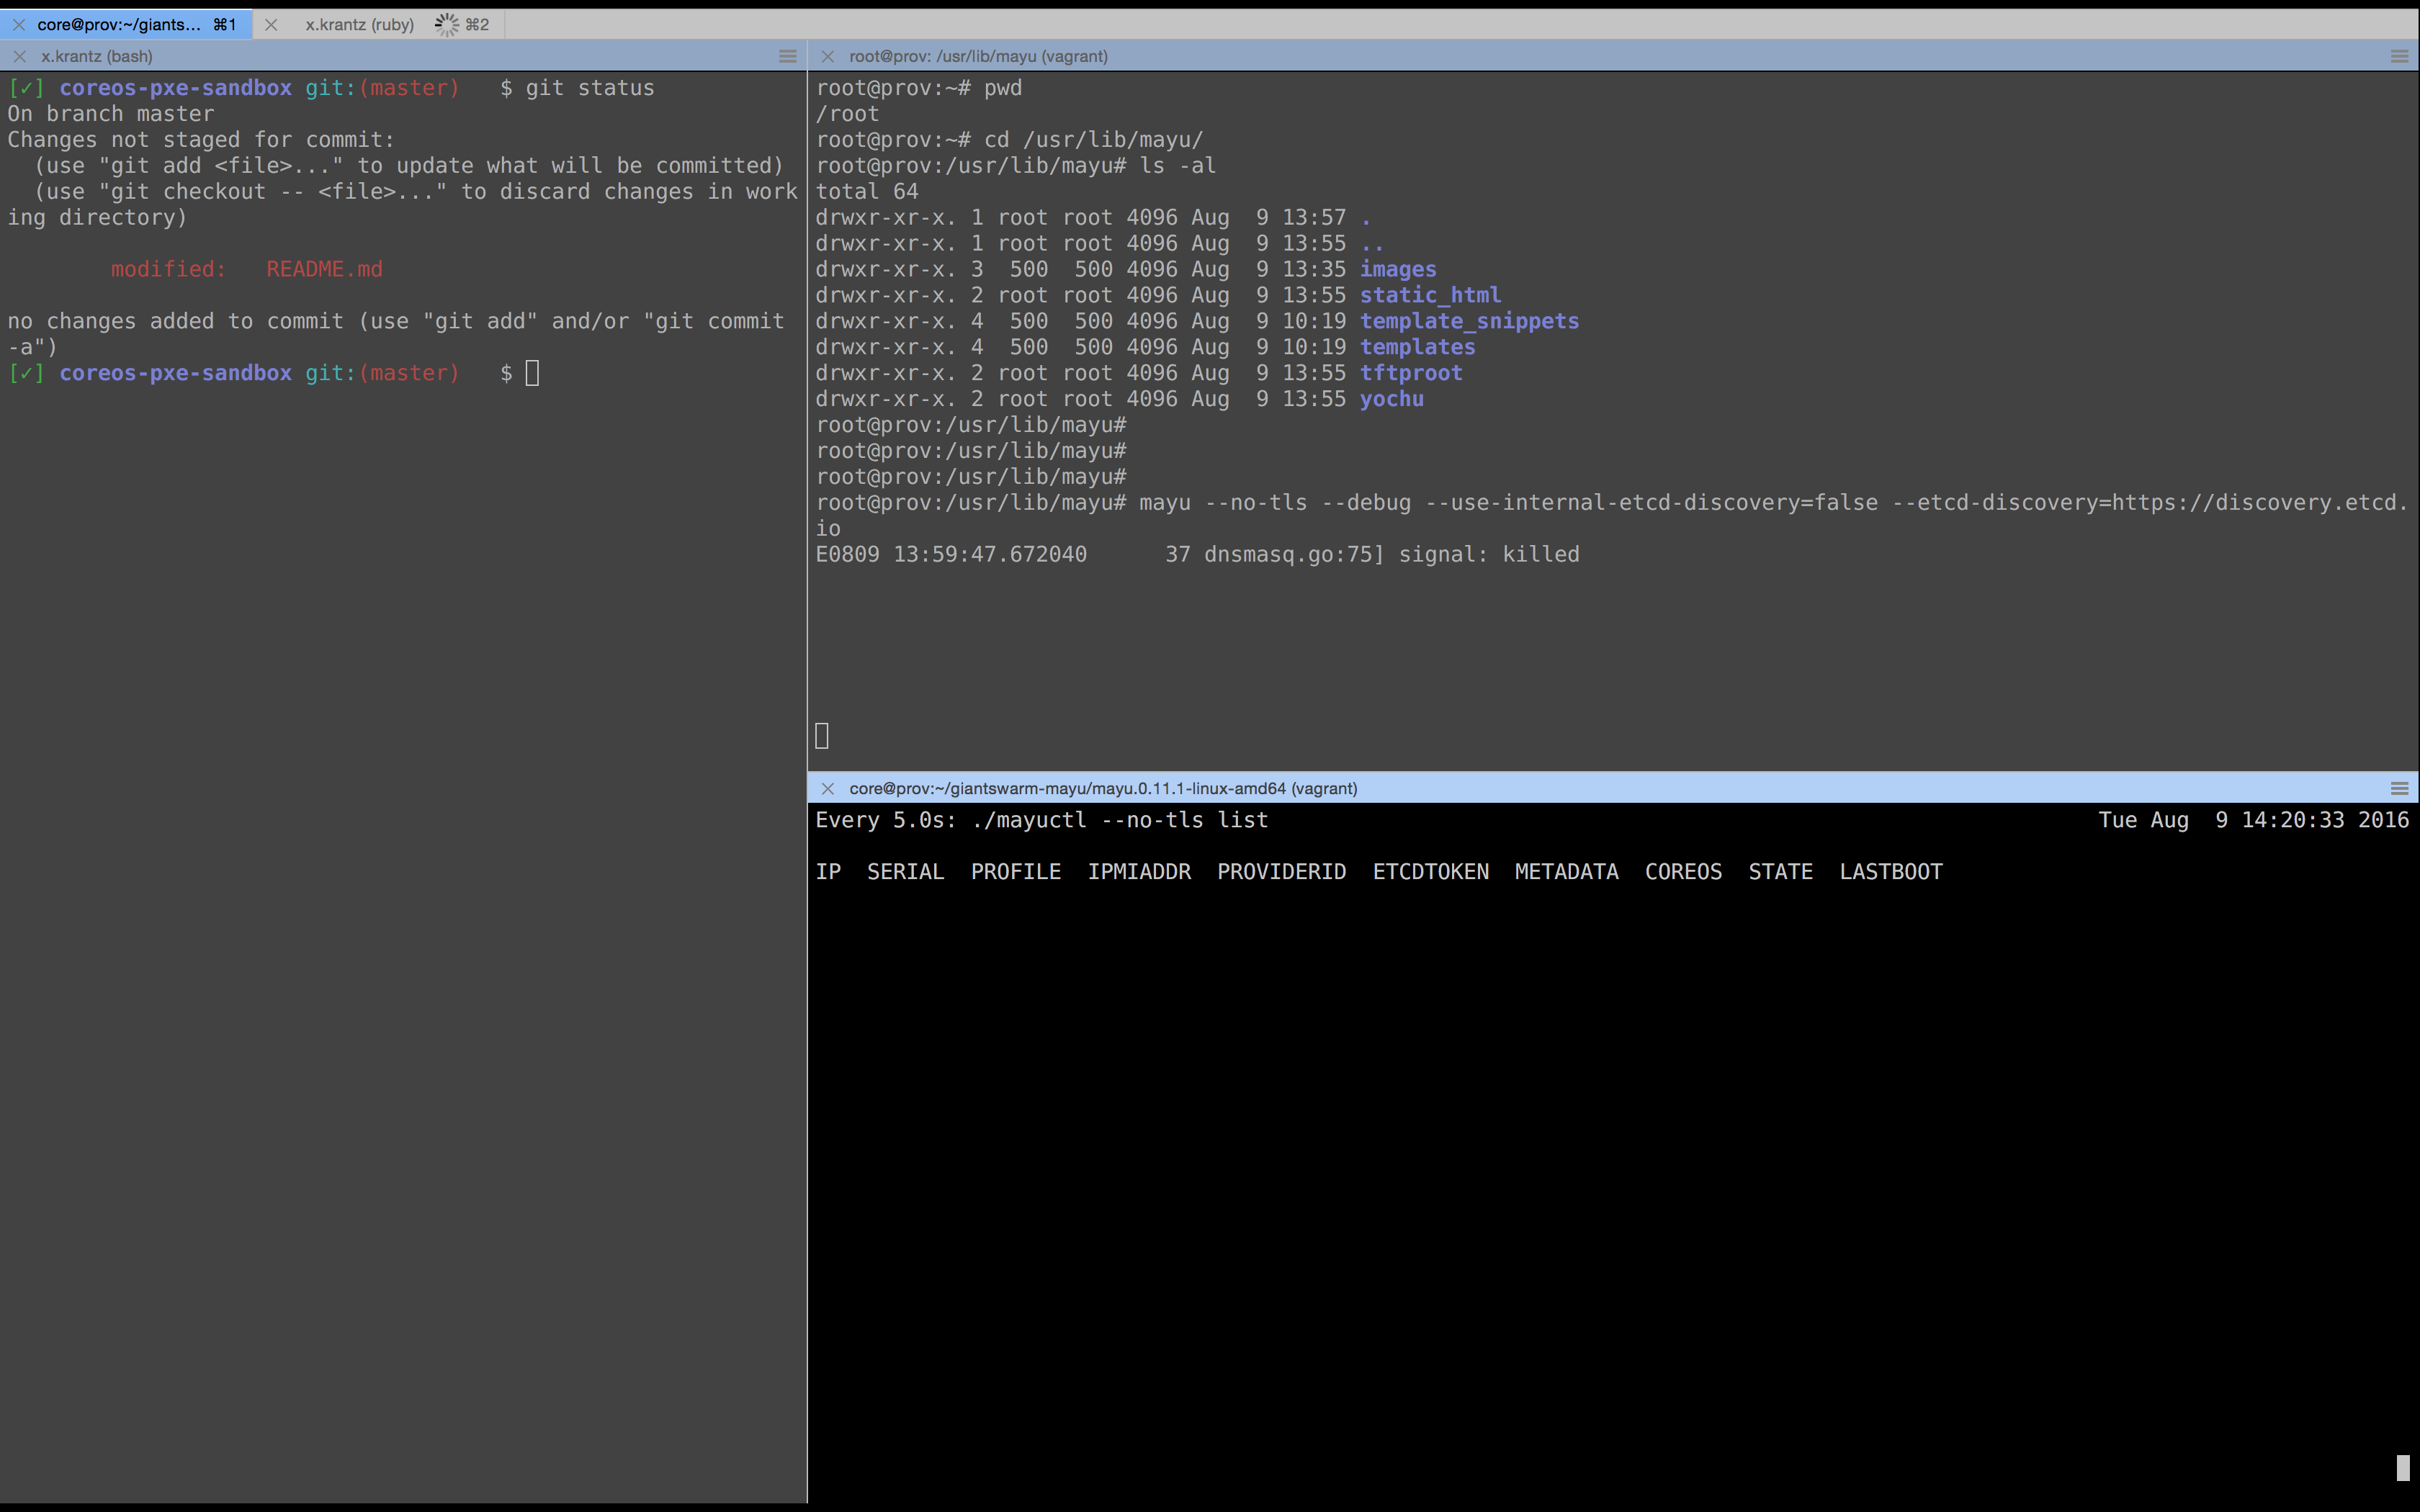 core@prov:~/giants... ⌘1
x.krantz (ruby) ⌘2
x.krantz (bash)
[✓] coreos-pxe-sandbox git:(master)   $ git status
On branch master
Changes not staged for commit:
  (use "git add <file>..." to update what will be committed)
  (use "git checkout -- <file>..." to discard changes in work
ing directory)
        modified:   README.md
no changes added to commit (use "git add" and/or "git commit
-a")
[✓] coreos-pxe-sandbox git:(master)   $
root@prov: /usr/lib/mayu (vagrant)
root@prov:~# pwd
/root
root@prov:~# cd /usr/lib/mayu/
root@prov:/usr/lib/mayu# ls -al
total 64
drwxr-xr-x. 1 root root 4096 Aug  9 13:57 .
drwxr-xr-x. 1 root root 4096 Aug  9 13:55 ..
drwxr-xr-x. 3  500  500 4096 Aug  9 13:35 images
drwxr-xr-x. 2 root root 4096 Aug  9 13:55 static_html
drwxr-xr-x. 4  500  500 4096 Aug  9 10:19 template_snippets
drwxr-xr-x. 4  500  500 4096 Aug  9 10:19 templates
drwxr-xr-x. 2 root root 4096 Aug  9 13:55 tftproot
drwxr-xr-x. 2 root root 4096 Aug  9 13:55 yochu
root@prov:/usr/lib/mayu#
root@prov:/usr/lib/mayu#
root@prov:/usr/lib/mayu#
root@prov:/usr/lib/mayu# mayu --no-tls --debug --use-internal-etcd-discovery=false --etcd-discovery=https://discovery.etcd.
io
E0809 13:59:47.672040      37 dnsmasq.go:75] signal: killed
core@prov:~/giantswarm-mayu/mayu.0.11.1-linux-amd64 (vagrant)
Every 5.0s: ./mayuctl --no-tls list   Tue Aug  9 14:20:33 2016
IP  SERIAL  PROFILE  IPMIADDR  PROVIDERID  ETCDTOKEN  METADATA  COREOS  STATE  LASTBOOT